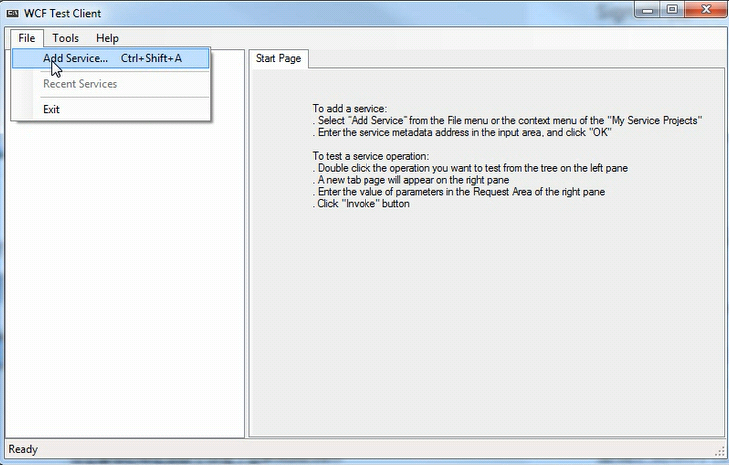 WCF Test Client
File Tools Help
Add Service... Ctrl+Shift+A
Recent Services
Exit
Start Page
To add a service:
. Select "Add Service" from the File menu or the context menu of the "My Service Projects"
. Enter the service metadata address in the input area, and click "OK"
To test a service operation:
. Double click the operation you want to test from the tree on the left pane
. A new tab page will appear on the right pane
. Enter the value of parameters in the Request Area of the right pane
. Click "Invoke" button
Ready